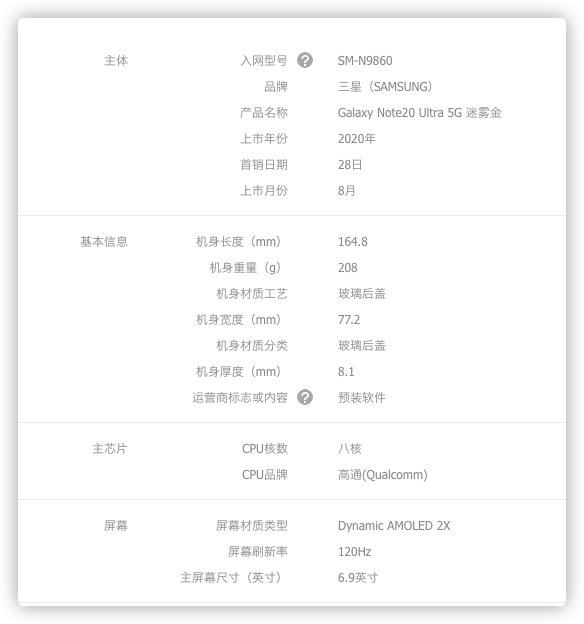 主体 入网型号 ? SM-N9860
品牌 三星（SAMSUNG）
产品名称 Galaxy Note20 Ultra 5G 迷雾金
上市年份 2020年
首销日期 28日
上市月份 8月
基本信息 机身长度（mm） 164.8
机身重量（g） 208
机身材质工艺 玻璃后盖
机身宽度（mm） 77.2
机身材质分类 玻璃后盖
机身厚度（mm） 8.1
运营商标志或内容 ? 预装软件
主芯片 CPU核数 八核
CPU品牌 高通(Qualcomm)
屏幕 屏幕材质类型 Dynamic AMOLED 2X
屏幕刷新率 120Hz
主屏幕尺寸（英寸） 6.9英寸